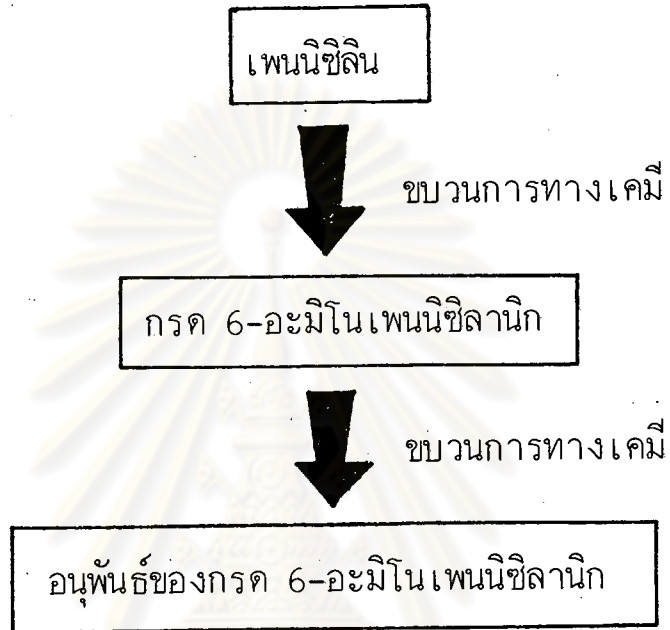 เพนนิซิลิน
ขบวนการทางเคมี
กรด 6-อะมิโนเพนนิซิลานิก
ขบวนการทางเคมี
อนุพันธ์ของกรด 6-อะมิโนเพนนิซิลานิก